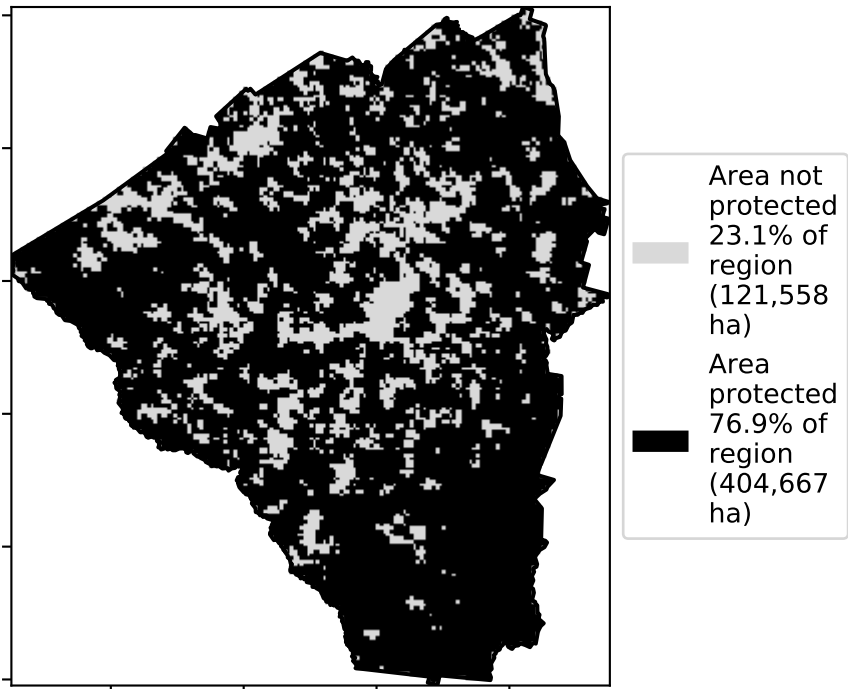 Area not
protected
23.1% of
region
(121,558
ha)
Area
protected
76.9% of
region
(404,667
ha)